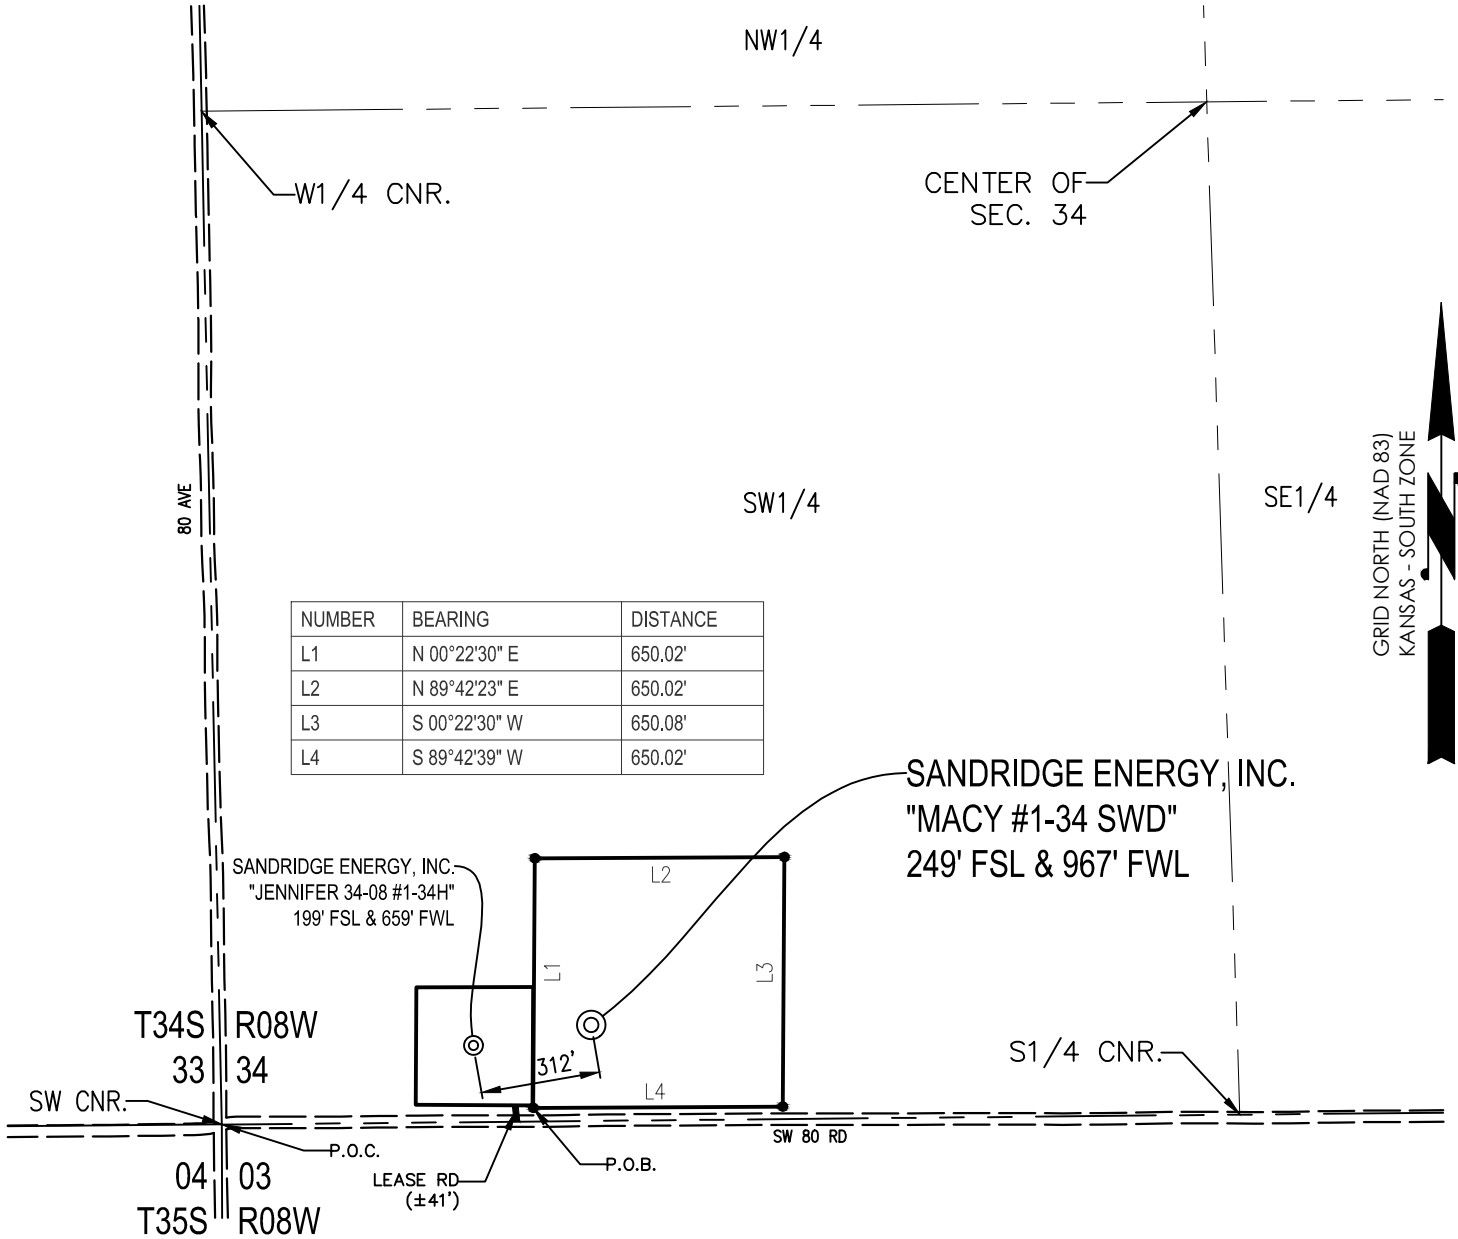 NW1/4
W1/4 CNR.
CENTER OF
SEC. 34
80 AVE
SW1/4
SE1/4
GRID NORTH (NAD 83)
KANSAS - SOUTH ZONE
NUMBER BEARING DISTANCE
L1 N 00°22'30" E 650.02'
L2 N 89°42'23" E 650.02'
L3 S 00°22'30" W 650.08'
L4 S 89°42'39" W 650.02'
SANDRIDGE ENERGY, INC.
"MACY #1-34 SWD"
249' FSL & 967' FWL
SANDRIDGE ENERGY, INC.
"JENNIFER 34-08 #1-34H"
199' FSL & 659' FWL
L2
L1
L3
L4
312'
T34S R08W
33 34
S1/4 CNR.
SW CNR.
P.O.C.
SW 80 RD
LEASE RD
(±41')
P.O.B.
04 03
T35S R08W
N